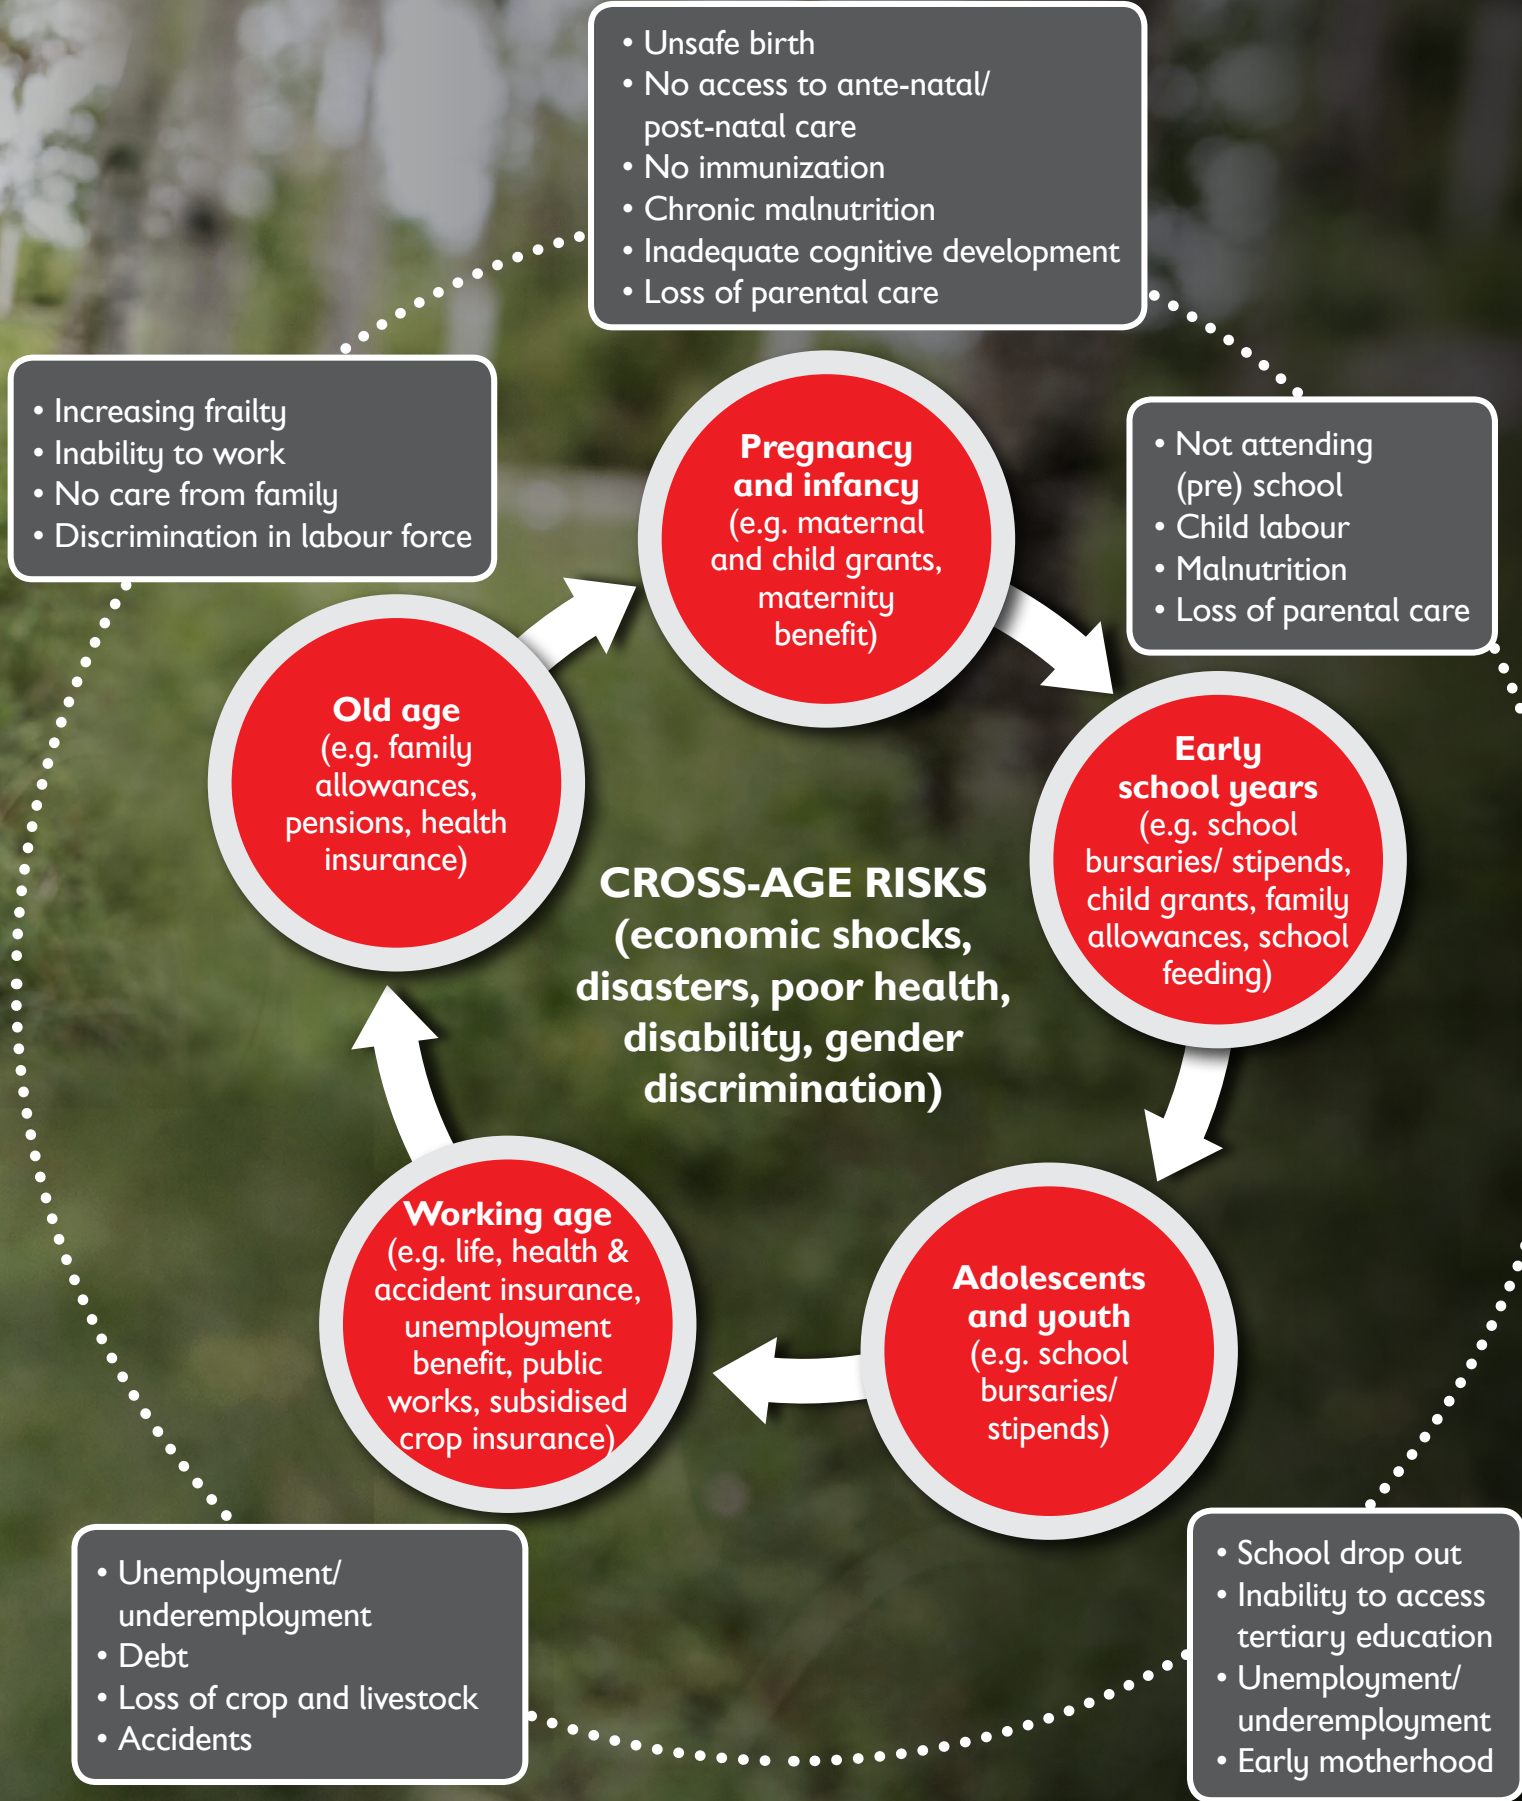 • Unsafe birth
• No access to ante-natal/
post-natal care
• No immunization
• Chronic malnutrition
• Inadequate cognitive development
• Loss of parental care
• Increasing frailty
• Inability to work
• No care from family
• Discrimination in labour force
• Not attending
(pre) school
• Child labour
• Malnutrition
• Loss of parental care
Pregnancy
and infancy
(e.g. maternal
and child grants,
maternity
benefit)
Old age
(e.g. family
allowances,
pensions, health
insurance)
Early
school years
(e.g. school
bursaries/ stipends,
child grants, family
allowances, school
feeding)
CROSS-AGE RISKS
(economic shocks,
disasters, poor health,
disability, gender
discrimination)
Working age
(e.g. life, health &
accident insurance,
unemployment
benefit, public
works, subsidised
crop insurance)
Adolescents
and youth
(e.g. school
bursaries/
stipends)
• Unemployment/
underemployment
• Debt
• Loss of crop and livestock
• Accidents
• School drop out
• Inability to access
tertiary education
• Unemployment/
underemployment
• Early motherhood